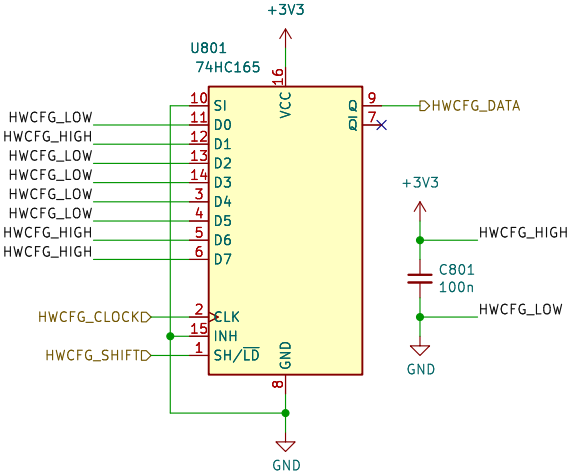 +3V3
U801
74HC165
16
VCC
10 SI
Q 9 HWCFG_DATA
HWCFG_LOW 11 D0
Q 7
HWCFG_HIGH 12 D1
HWCFG_LOW 13 D2
HWCFG_LOW 14 D3
HWCFG_LOW 3 D4
HWCFG_LOW 4 D5
HWCFG_HIGH 5 D6
HWCFG_HIGH 6 D7
HWCFG_CLOCK 2 CLK
15 INH
HWCFG_SHIFT 1 SH/LD
GND
8
GND
+3V3
HWCFG_HIGH
C801
100n
HWCFG_LOW
GND